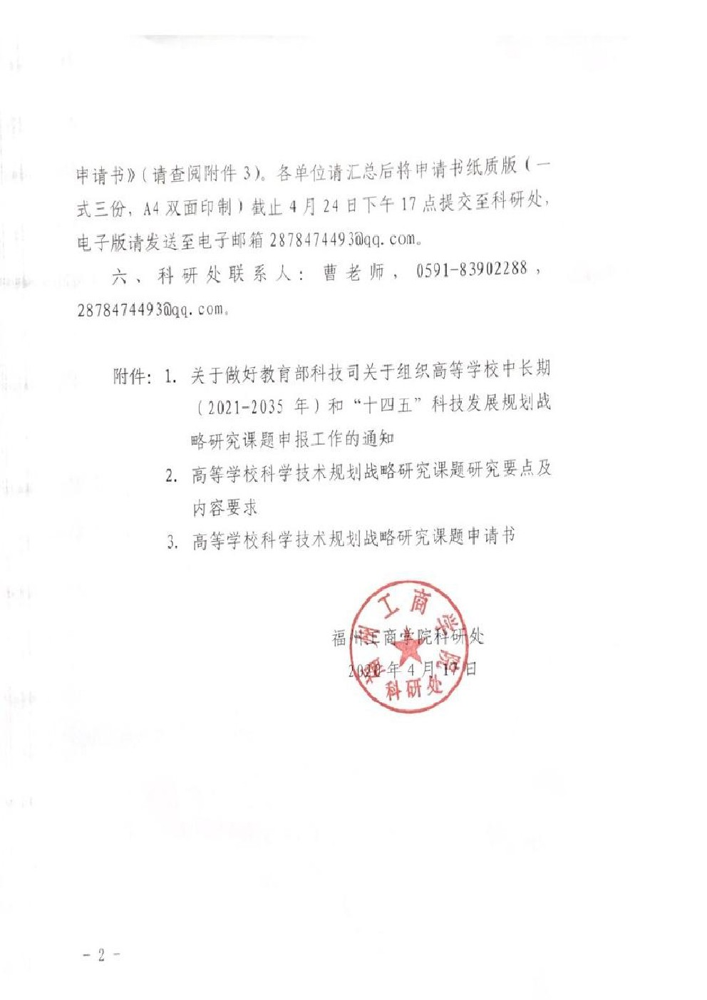 申请书》（请查阅附件 3）。各单位请汇总后将申请书纸质版（一
式三份，A4 双面印制）截止 4 月 24 日下午 17 点提交至科研处，
电子版请发送至电子邮箱 2878474493@qq.com。
六、科研处联系人：曹老师，0591-83902288，
2878474493@qq.com。
附件：1. 关于做好教育部科技司关于组织高等学校中长期
（2021-2035 年）和“十四五”科技发展规划战
略研究课题申报工作的通知
2. 高等学校科学技术规划战略研究课题研究要点及
内容要求
3. 高等学校科学技术规划战略研究课题申请书
福州工商学院科研处
2020 年 4 月 17 日
福州工商学院
科研处
- 2 -